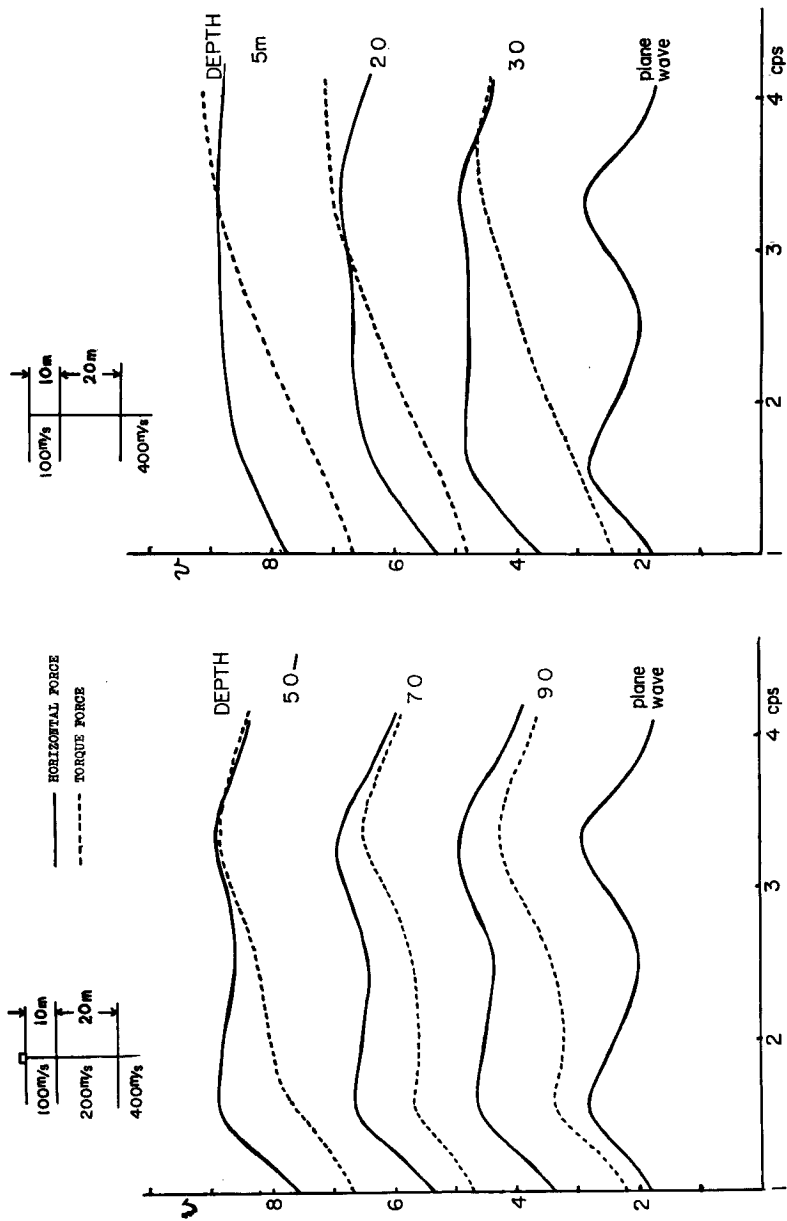 HORIZONTAL FORCE
TORQUE FORCE
10m
20m
100m/s
200m/s
400m/s
υ
8
6
4
2
DEPTH
50
70
90
plane
wave
1
2
3
4
cps
10m
20m
100m/s
400m/s
υ
8
6
4
2
DEPTH
5m
20
30
plane
wave
1
2
3
4
cps